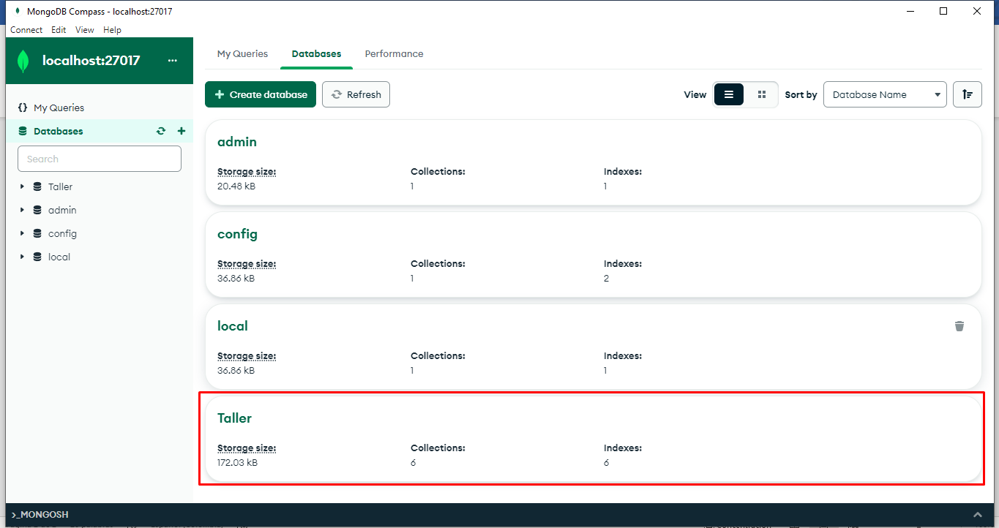 MongoDB Compass - localhost:27017
Connect Edit View Help
localhost:27017 ...
My Queries Databases Performance
Create database Refresh View Sort by Database Name
{} My Queries
Databases
Search
Taller
admin
config
local
admin
Storage size: Collections: Indexes:
20.48 kB 1 1
config
Storage size: Collections: Indexes:
36.86 kB 1 2
local
Storage size: Collections: Indexes:
36.86 kB 1 1
Taller
Storage size: Collections: Indexes:
172.03 kB 6 6
>_MONGOSH